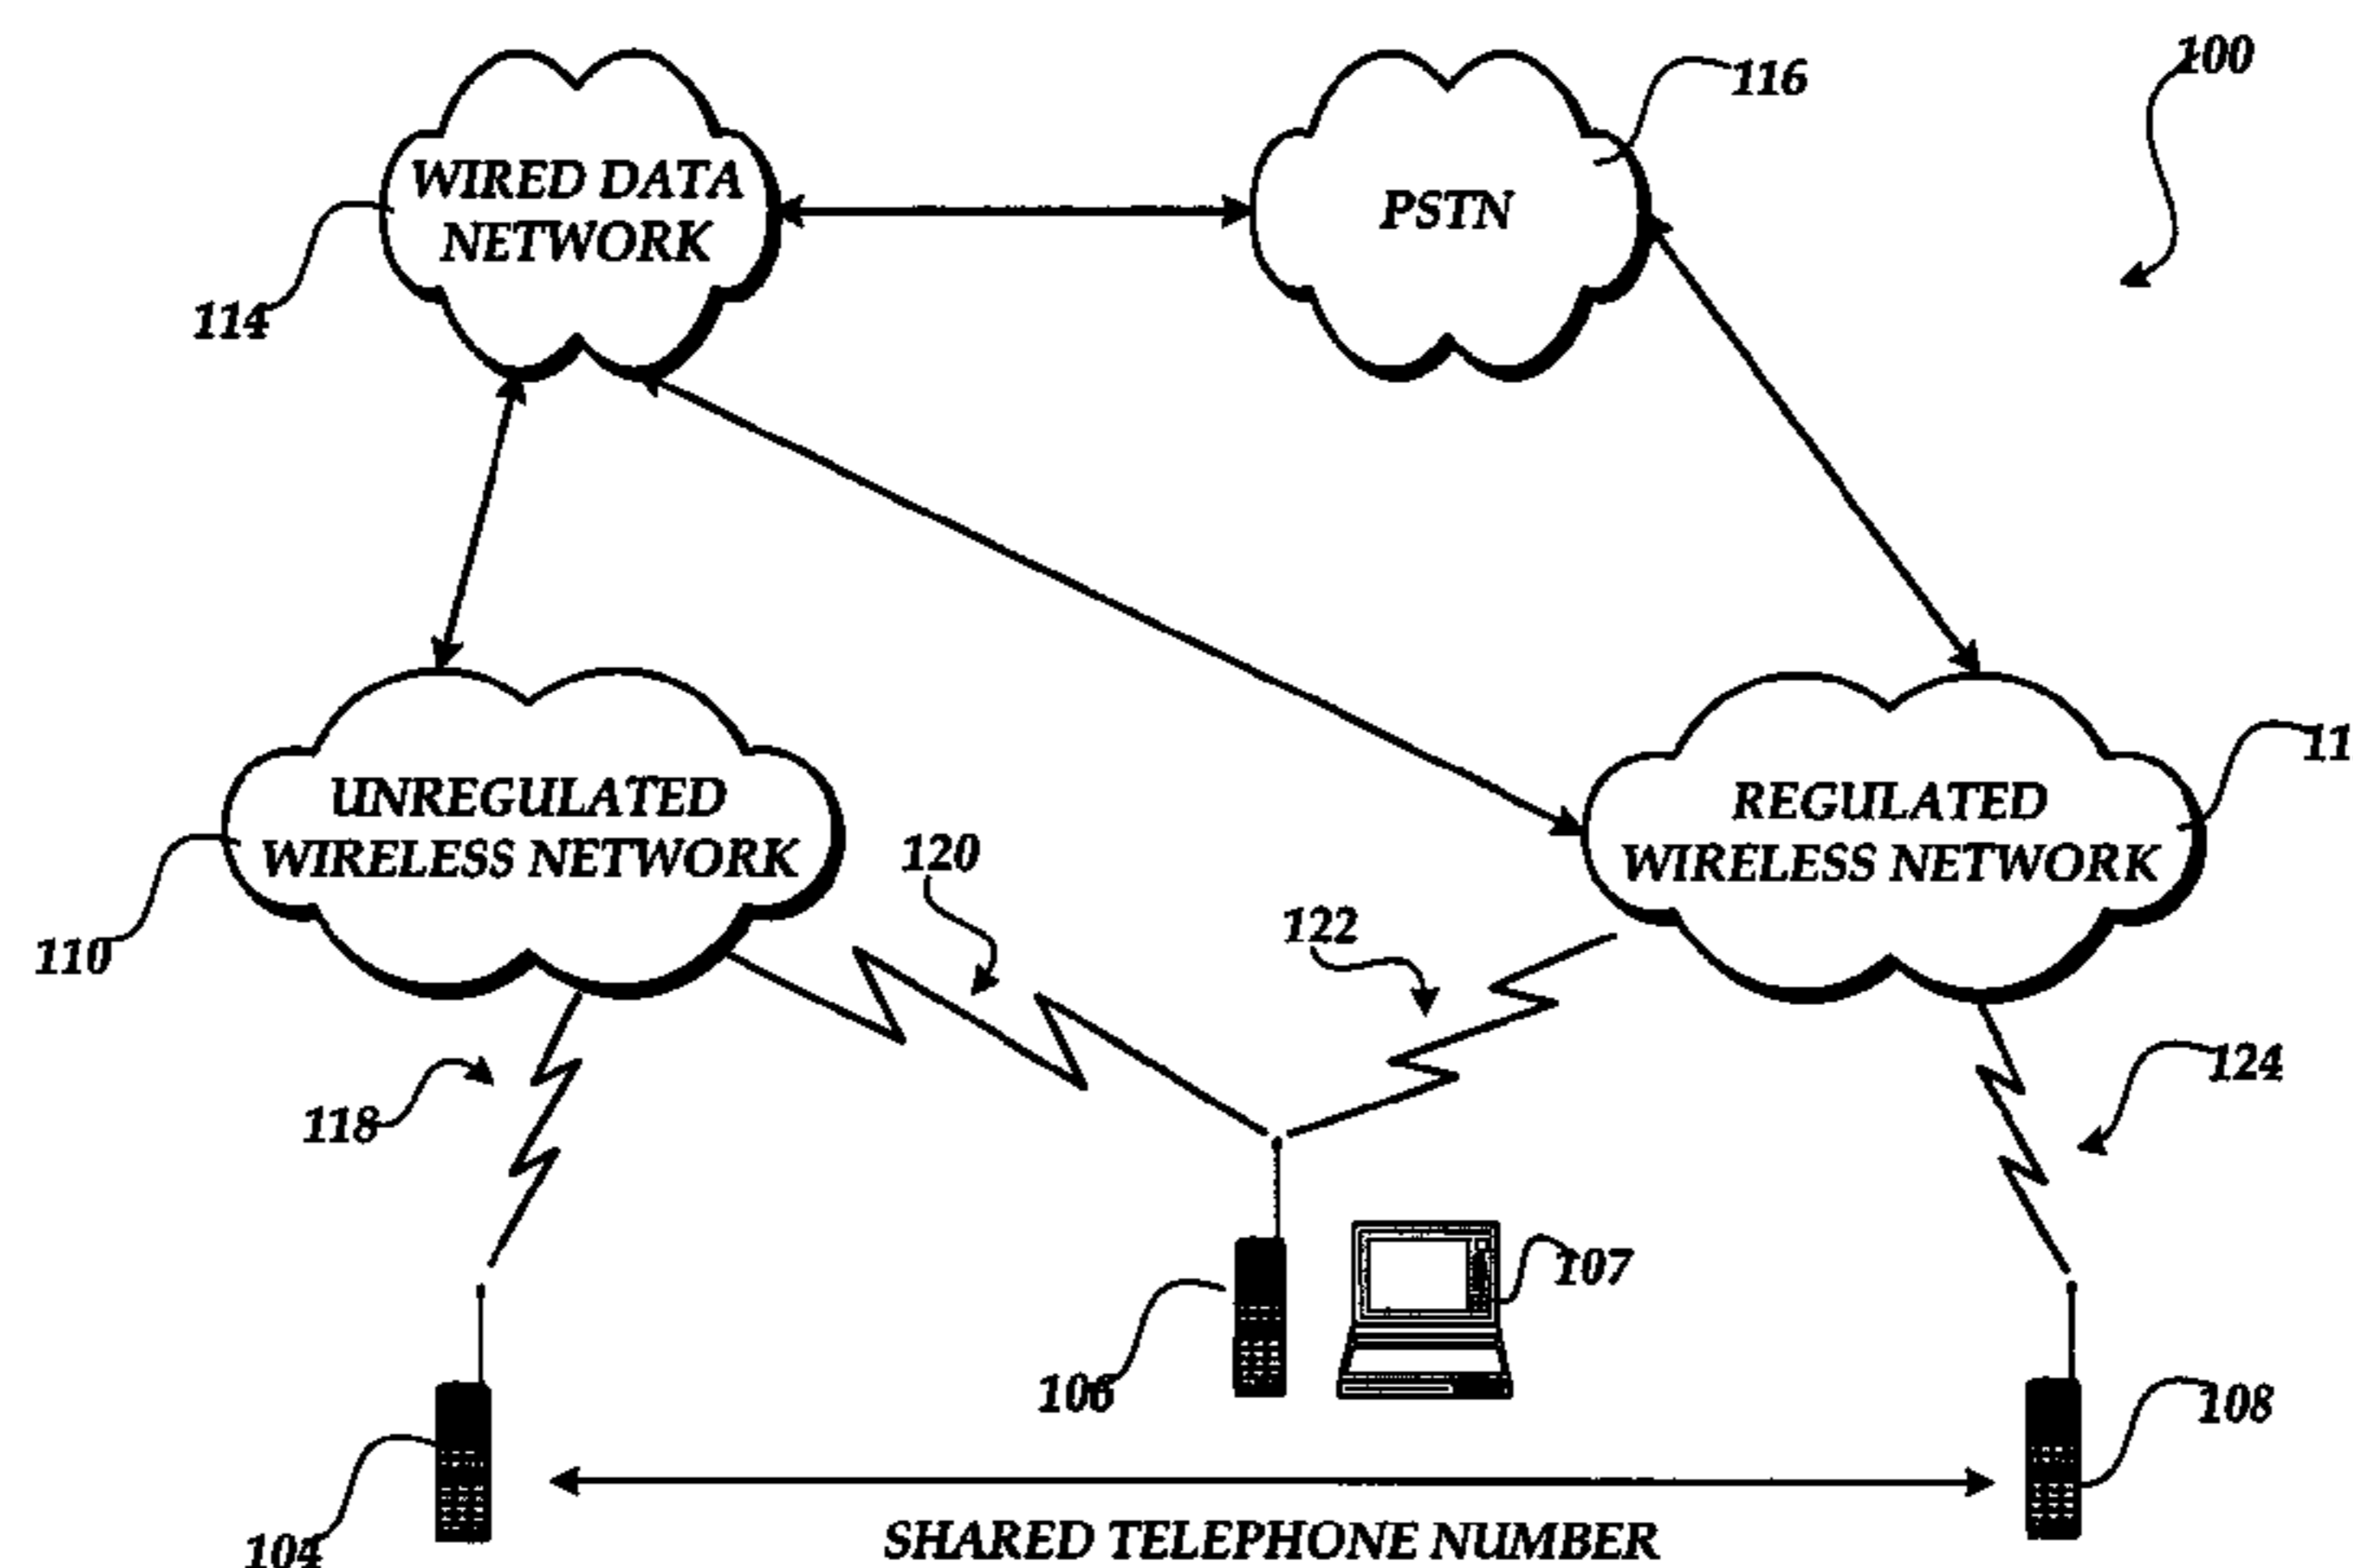 100
116
WIRED DATA
NETWORK
PSTN
114
11
UNREGULATED
WIRELESS NETWORK
REGULATED
WIRELESS NETWORK
120
122
110
124
118
107
106
108
104
SHARED TELEPHONE NUMBER